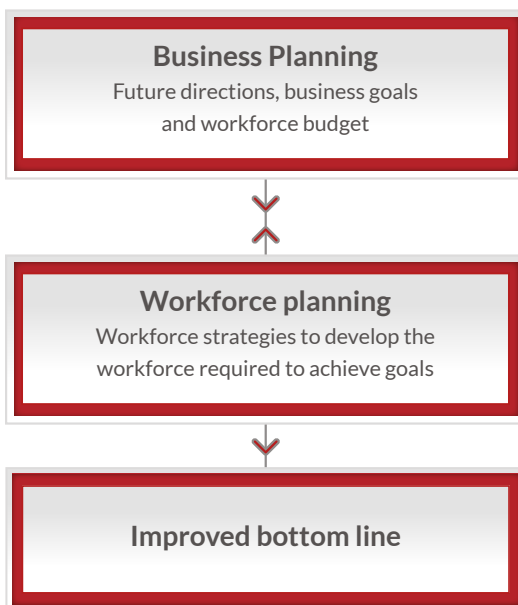 Business Planning
Future directions, business goals
and workforce budget
Workforce planning
Workforce strategies to develop the
workforce required to achieve goals
Improved bottom line